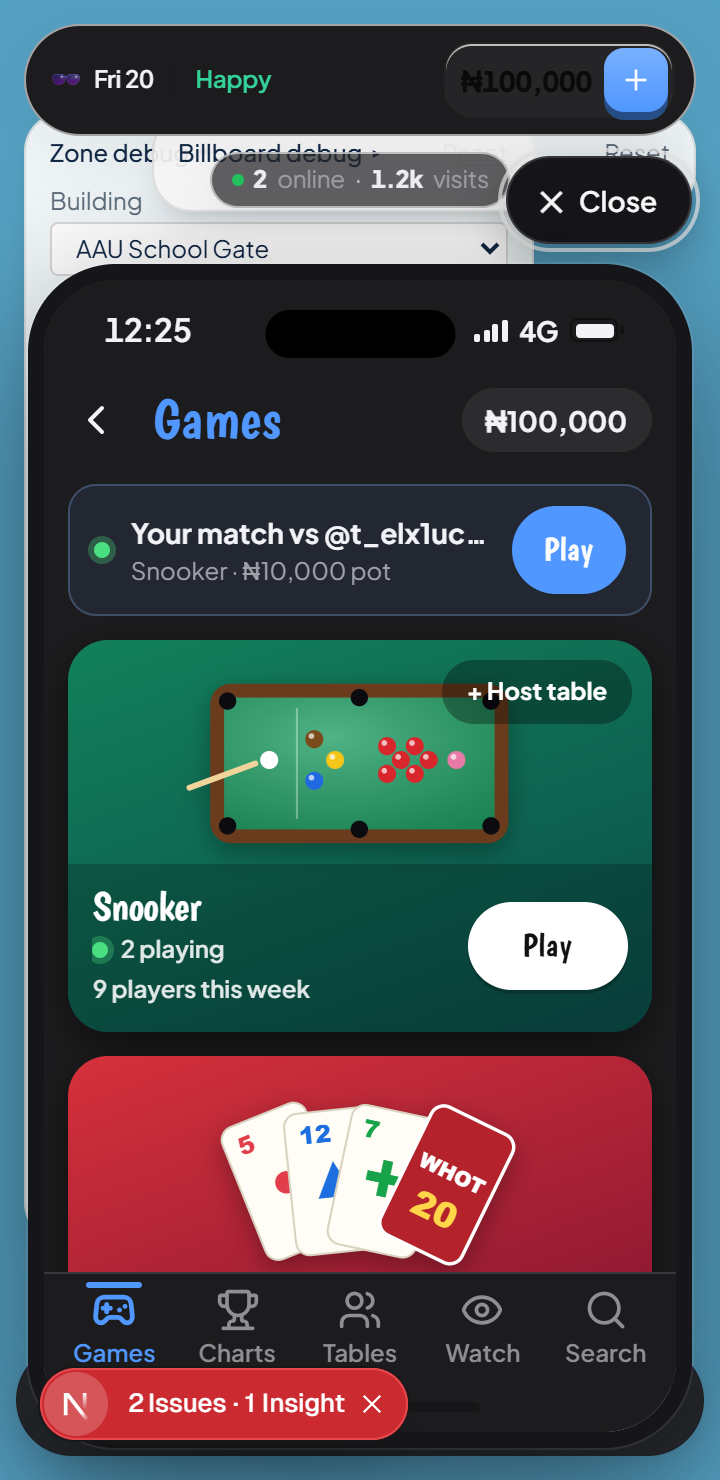 Fri 20
Happy
₦100,000
Zone debug
Billboard debug
Reset
Reset
2 online · 1.2k visits
Close
Building
AAU School Gate
12:25
4G
Games
₦100,000
Your match vs @t_elx1uc…
Snooker · ₦10,000 pot
Play
+ Host table
Snooker
2 playing
9 players this week
Play
5
12
7
WHOT
20
Games
Charts
Tables
Watch
Search
N
2 Issues · 1 Insight